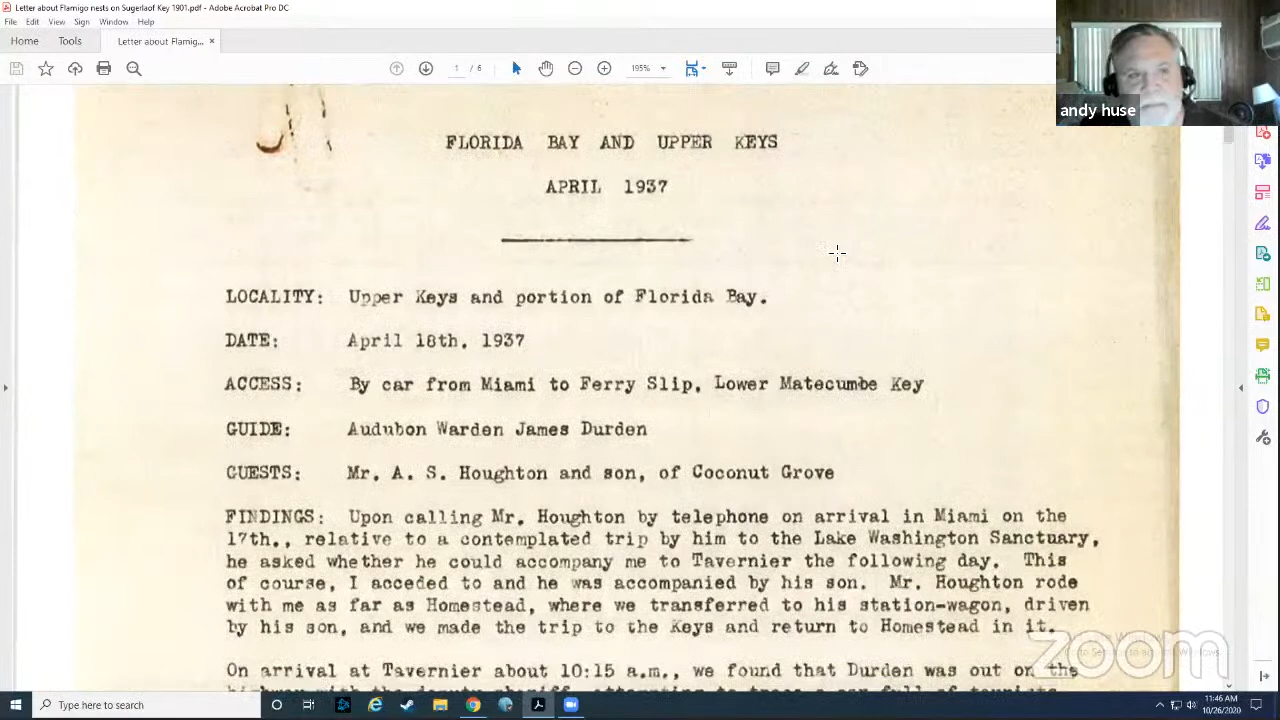 Letter about Flamigo nests on Sugerlaof Key 1901.pdf - Adobe Acrobat Pro DC
File Edit View Sign Window Help
Home Tools Letter about Flamig... ×
1 / 6 195%
andy huse
FLORIDA BAY AND UPPER KEYS
APRIL 1937
LOCALITY: Upper Keys and portion of Florida Bay.
DATE: April 18th, 1937
ACCESS: By car from Miami to Ferry Slip, Lower Matecumbe Key
GUIDE: Audubon Warden James Durden
GUESTS: Mr. A. S. Houghton and son, of Coconut Grove
FINDINGS: Upon calling Mr. Houghton by telephone on arrival in Miami on the
17th., relative to a contemplated trip by him to the Lake Washington Sanctuary,
he asked whether he could accompany me to Tavernier the following day. This
of course, I acceded to and he was accompanied by his son. Mr. Houghton rode
with me as far as Homestead, where we transferred to his station-wagon, driven
by his son, and we made the trip to the Keys and return to Homestead in it.
On arrival at Tavernier about 10:15 a.m., we found that Durden was out on the
zoom
Type here to search
11:46 AM
10/26/2020